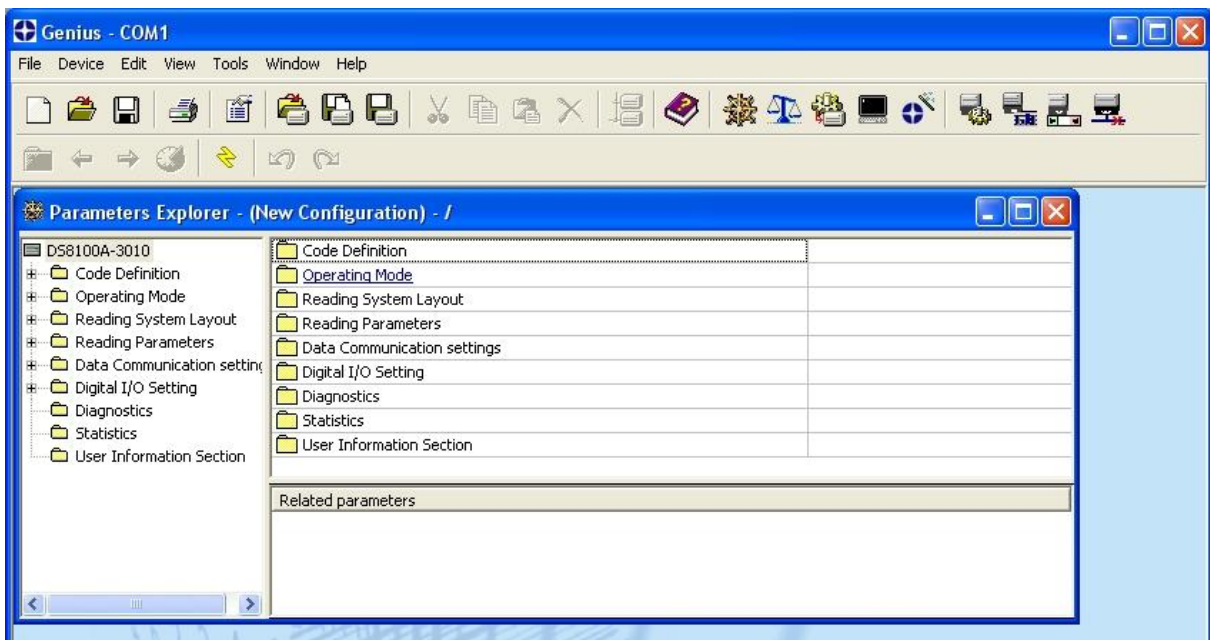 Genius - COM1
File Device Edit View Tools Window Help
Parameters Explorer - (New Configuration) - /
DS8100A-3010
Code Definition
Operating Mode
Reading System Layout
Reading Parameters
Data Communication setting
Digital I/O Setting
Diagnostics
Statistics
User Information Section
Code Definition
Operating Mode
Reading System Layout
Reading Parameters
Data Communication settings
Digital I/O Setting
Diagnostics
Statistics
User Information Section
Related parameters